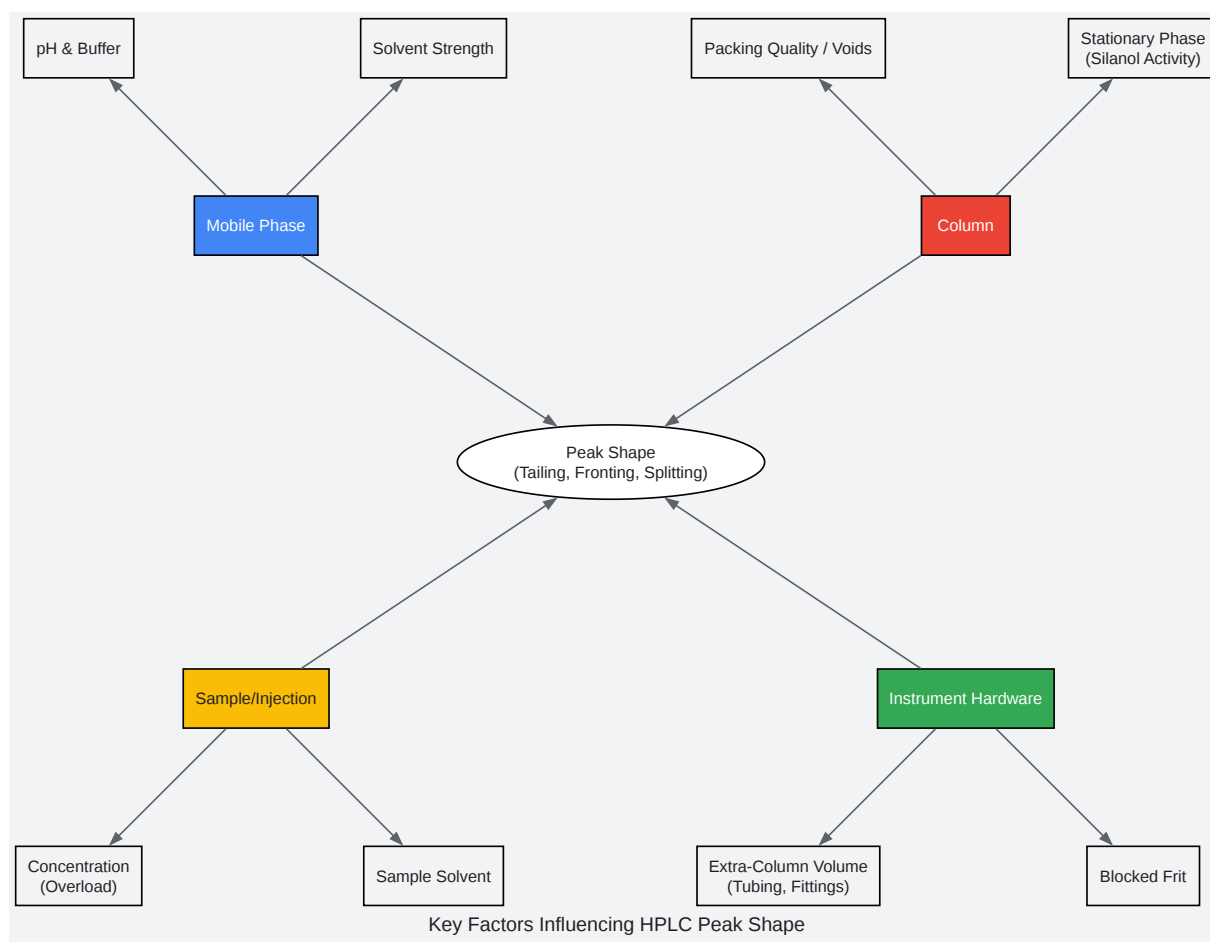 pH & Buffer
Solvent Strength
Packing Quality / Voids
Stationary Phase
(Silanol Activity)
Mobile Phase
Column
Peak Shape
(Tailing, Fronting, Splitting)
Sample/Injection
Instrument Hardware
Concentration
(Overload)
Sample Solvent
Extra-Column Volume
(Tubing, Fittings)
Blocked Frit
Key Factors Influencing HPLC Peak Shape